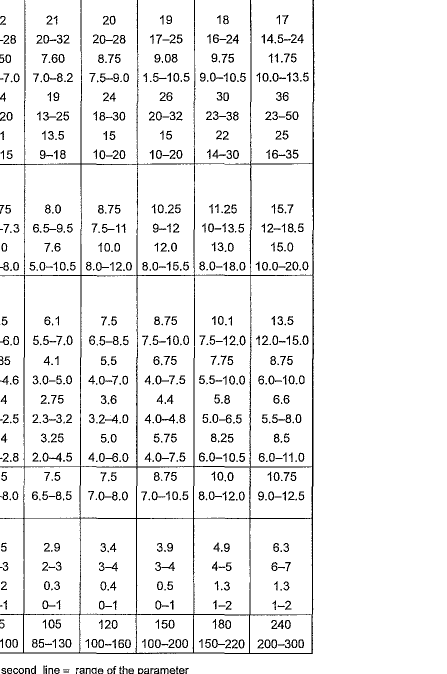 2 21 20 19 18 17
–28 20–32 20–28 17–25 16–24 14.5–24
50 7.60 8.75 9.08 9.75 11.75
–7.0 7.0–8.2 7.5–9.0 1.5–10.5 9.0–10.5 10.0–13.5
4 19 24 26 30 36
20 13–25 18–30 20–32 23–38 23–50
1 13.5 15 15 22 25
15 9–18 10–20 10–20 14–30 16–35
75 8.0 8.75 10.25 11.25 15.7
–7.3 6.5–9.5 7.5–11 9–12 10–13.5 12–18.5
0 7.6 10.0 12.0 13.0 15.0
–8.0 5.0–10.5 8.0–12.0 8.0–15.5 8.0–18.0 10.0–20.0
5 6.1 7.5 8.75 10.1 13.5
–6.0 5.5–7.0 6.5–8.5 7.5–10.0 7.5–12.0 12.0–15.0
85 4.1 5.5 6.75 7.75 8.75
–4.6 3.0–5.0 4.0–7.0 4.0–7.5 5.5–10.0 6.0–10.0
4 2.75 3.6 4.4 5.8 6.6
–2.5 2.3–3.2 3.2–4.0 4.0–4.8 5.0–6.5 5.5–8.0
4 3.25 5.0 5.75 8.25 8.5
–2.8 2.0–4.5 4.0–6.0 4.0–7.5 6.0–10.5 6.0–11.0
5 7.5 7.5 8.75 10.0 10.75
–8.0 6.5–8.5 7.0–8.0 7.0–10.5 8.0–12.0 9.0–12.5
5 2.9 3.4 3.9 4.9 6.3
–3 2–3 3–4 3–4 4–5 6–7
2 0.3 0.4 0.5 1.3 1.3
–1 0–1 0–1 0–1 1–2 1–2
5 105 120 150 180 240
100 85–130 100–160 100–200 150–220 200–300
second line = range of the parameter